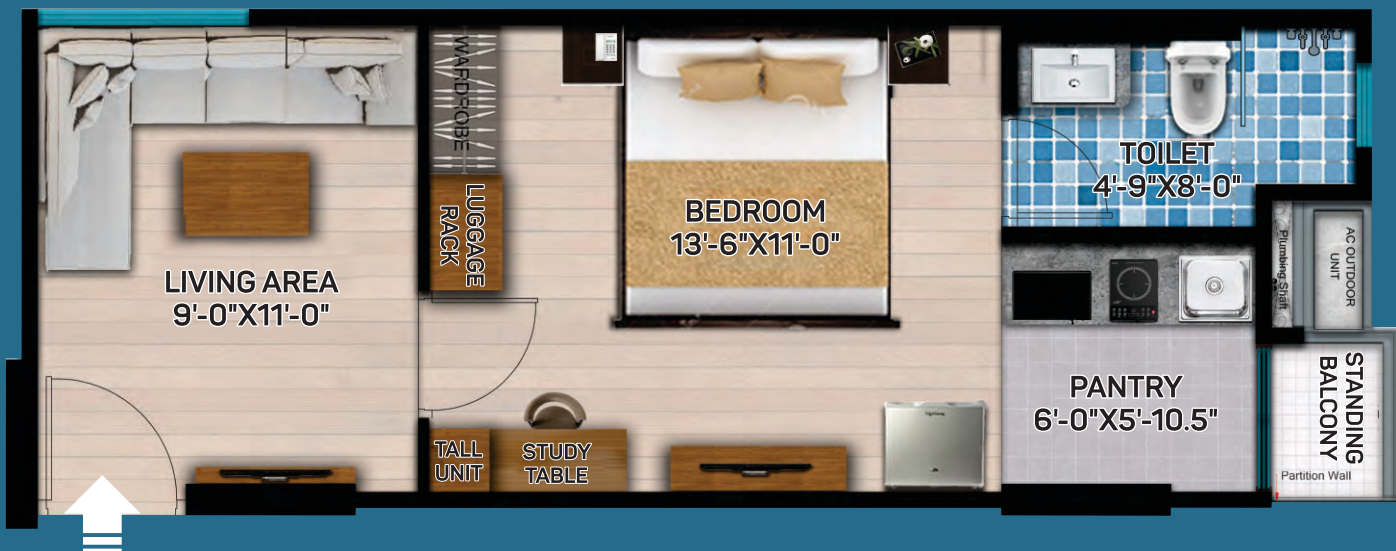 WARDROBE
LUGGAGE
RACK
LIVING AREA
9'-0"X11'-0"
BEDROOM
13'-6"X11'-0"
TOILET
4'-9"X8'-0"
Plumbing Shaft
AC OUTDOOR
UNIT
PANTRY
6'-0"X5'-10.5"
STANDING
BALCONY
Partition Wall
TALL
UNIT
STUDY
TABLE